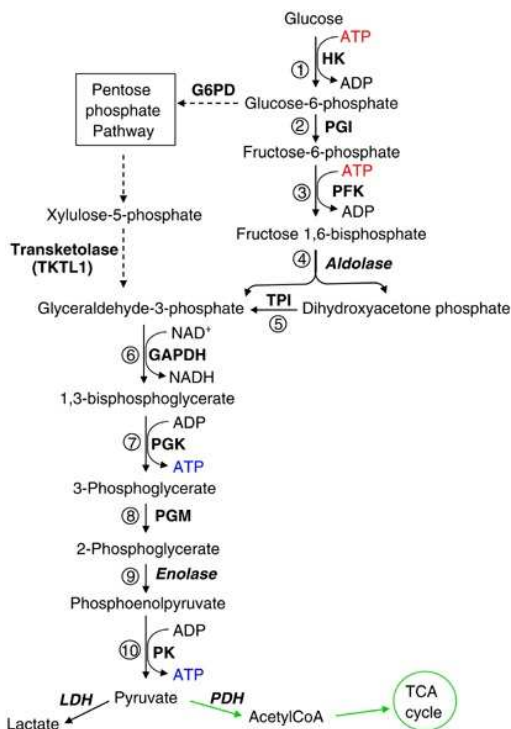 Glucose
ATP
① HK
ADP
G6PD
Pentose
phosphate
Pathway
Glucose-6-phosphate
② PGI
Fructose-6-phosphate
ATP
③ PFK
ADP
Xylulose-5-phosphate
Fructose 1,6-bisphosphate
Transketolase
(TKTL1)
④ Aldolase
Glyceraldehyde-3-phosphate
TPI
⑤
Dihydroxyacetone phosphate
NAD⁺
⑥ GAPDH
NADH
1,3-bisphosphoglycerate
ADP
⑦ PGK
ATP
3-Phosphoglycerate
⑧ PGM
2-Phosphoglycerate
⑨ Enolase
Phosphoenolpyruvate
ADP
⑩ PK
ATP
LDH
Pyruvate
PDH
Lactate
AcetylCoA
TCA
cycle